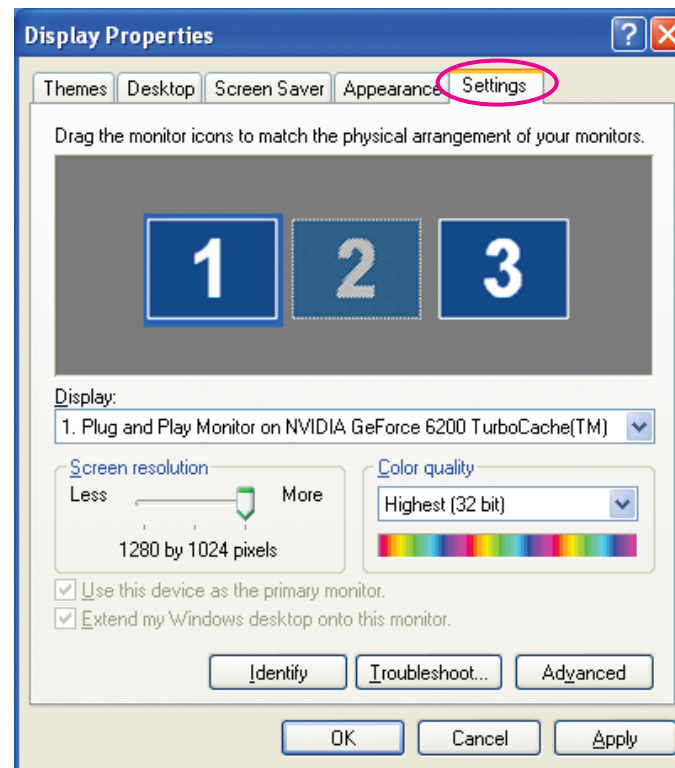 Display Properties
Themes Desktop Screen Saver Appearance Settings
Drag the monitor icons to match the physical arrangement of your monitors.
1 2 3
Display:
1. Plug and Play Monitor on NVIDIA GeForce 6200 TurboCache(TM)
Screen resolution
Less More
1280 by 1024 pixels
Color quality
Highest (32 bit)
Use this device as the primary monitor.
Extend my Windows desktop onto this monitor.
Identify Troubleshoot... Advanced
OK Cancel Apply